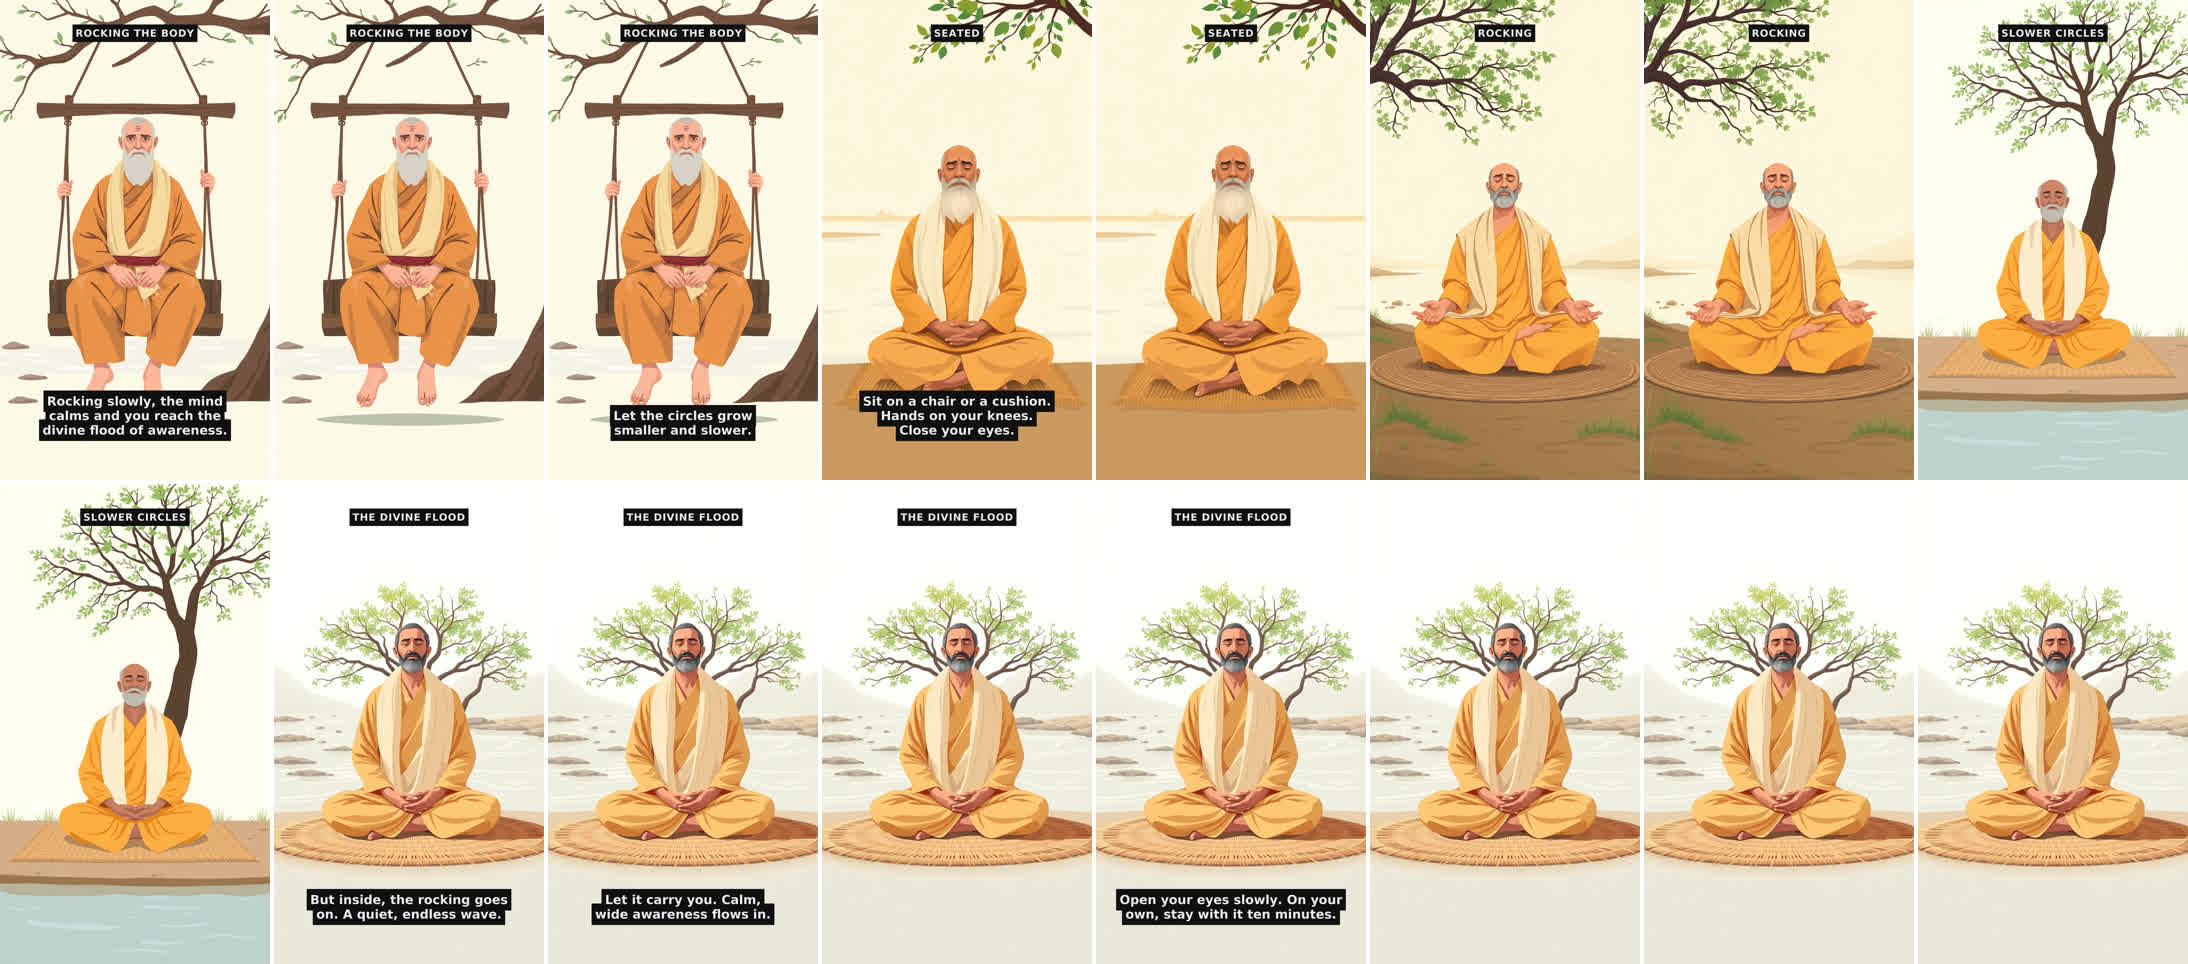 ROCKING THE BODY
Rocking slowly, the mind
calms and you reach the
divine flood of awareness.
ROCKING THE BODY
ROCKING THE BODY
Let the circles grow
smaller and slower.
SEATED
Sit on a chair or a cushion.
Hands on your knees.
Close your eyes.
SEATED
ROCKING
ROCKING
SLOWER CIRCLES
SLOWER CIRCLES
THE DIVINE FLOOD
But inside, the rocking goes
on. A quiet, endless wave.
THE DIVINE FLOOD
Let it carry you. Calm,
wide awareness flows in.
THE DIVINE FLOOD
THE DIVINE FLOOD
Open your eyes slowly. On your
own, stay with it ten minutes.